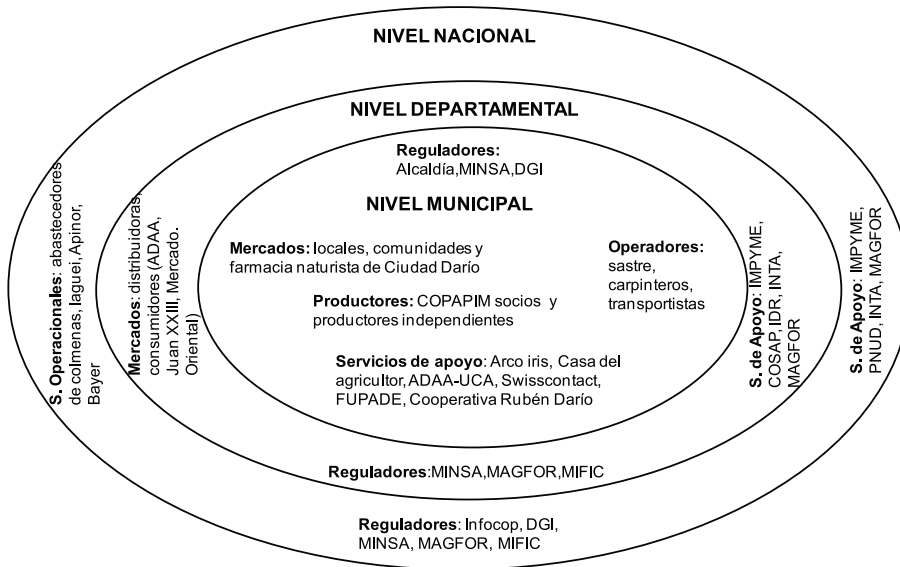 NIVEL NACIONAL
NIVEL DEPARTAMENTAL
Reguladores:
Alcaldía,MINSA,DGI
NIVEL MUNICIPAL
Mercados: locales, comunidades y
farmacia naturista de Ciudad Darío
Operadores:
sastre,
carpinteros,
transportistas
Productores: COPAPIM socios y
productores independientes
Servicios de apoyo: Arco iris, Casa del
agricultor, ADAA-UCA, Swisscontact,
FUPADE, Cooperativa Rubén Darío
S. Operacionales: abastecedores
de colmenas, laguei, Apinor,
Bayer
Mercados: distribuidoras,
consumidores (ADAA,
Juan XXIII, Mercado.
Oriental)
S. de Apoyo: IMPYME,
COSAP, IDR, INTA,
MAGFOR
S. de Apoyo: IMPYME,
PNUD, INTA, MAGFOR
Reguladores:MINSA,MAGFOR,MIFIC
Reguladores: Infocop, DGI,
MINSA, MAGFOR, MIFIC